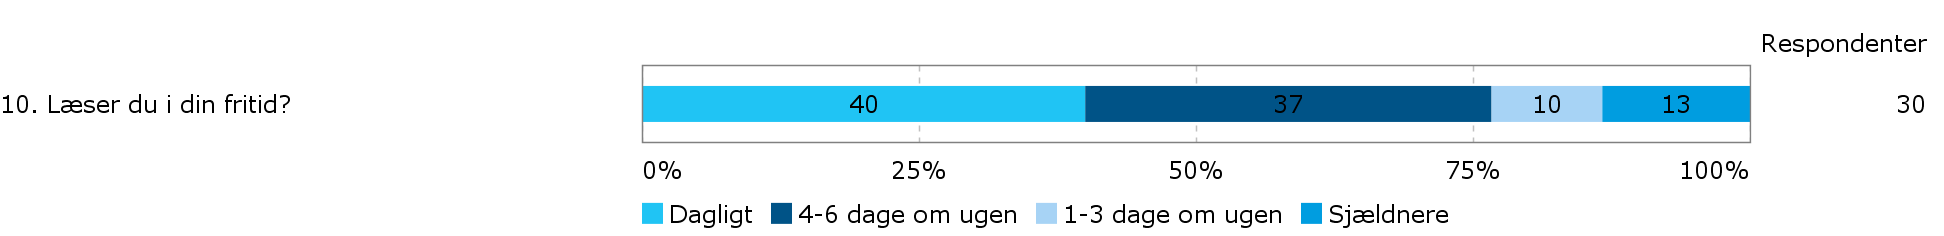 Respondenter
10. Læser du i din fritid? 40 37 10 13 30
0% 25% 50% 75% 100%
Dagligt 4-6 dage om ugen 1-3 dage om ugen Sjældnere